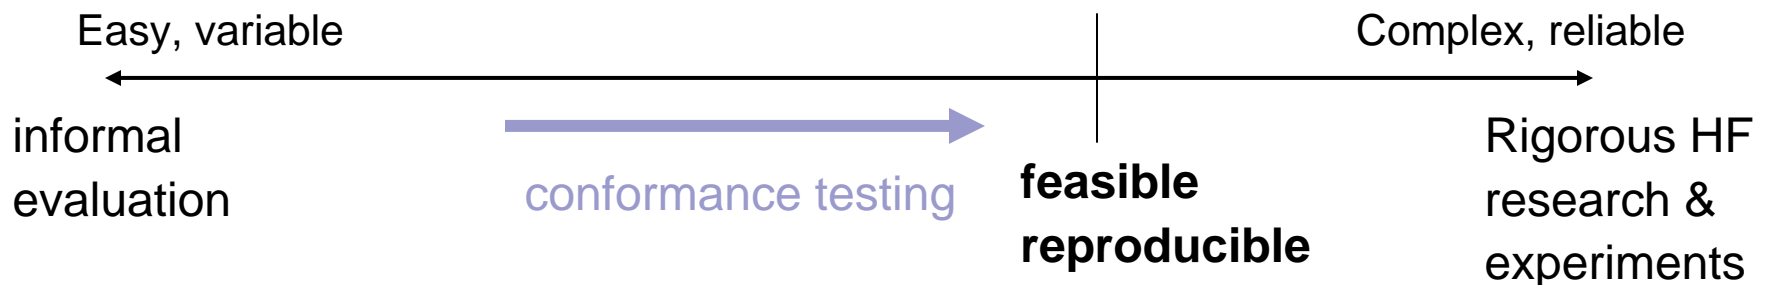 Easy, variable
Complex, reliable
informal
evaluation
conformance testing
feasible
reproducible
Rigorous HF
research &
experiments